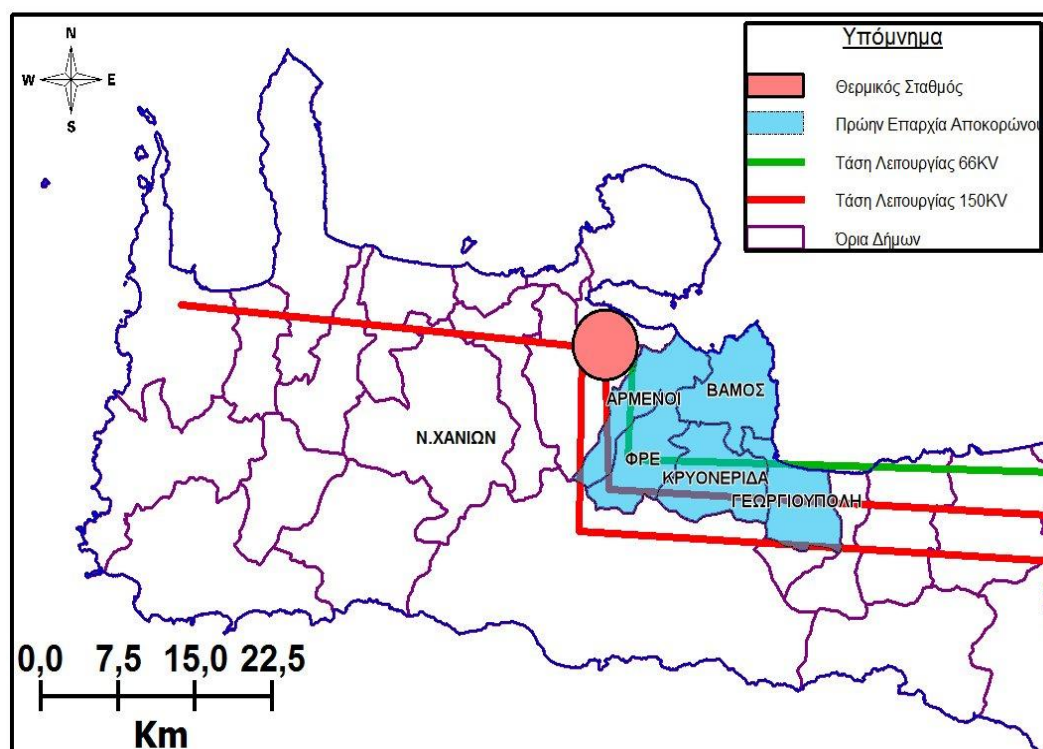 N
W E
S
Υπόμνημα
Θερμικός Σταθμός
Πρώην Επαρχία Αποκορώνου
Τάση Λειτουργίας 66KV
Τάση Λειτουργίας 150KV
Όρια Δήμων
ΒΑΜΟΣ
ΑΡΜΕΝΟΙ
Ν.ΧΑΝΙΩΝ
ΦΡΕ
ΚΡΥΟΝΕΡΙΔΑ
ΓΕΩΡΓΙΟΥΠΟΛΗ
0,0 7,5 15,0 22,5
Km